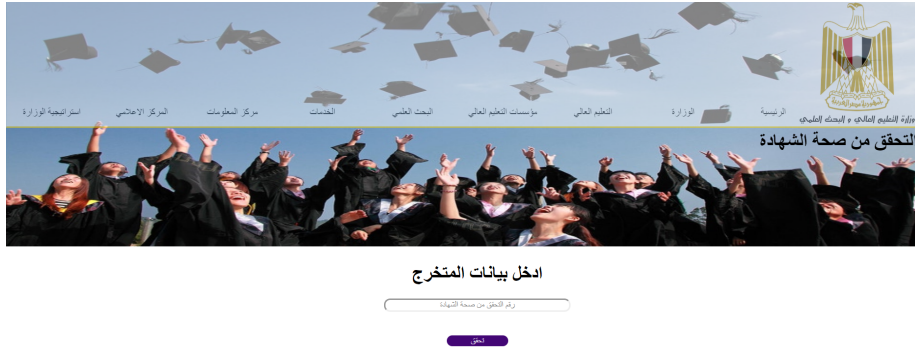 الرئيسية
الوزارة
التعليم العالي
مؤسسات التعليم العالي
البحث العلمي
الخدمات
مركز المعلومات
المركز الاعلامي
استراتيجية الوزارة
وزارة التعليم العالي و البحث العلمي
التحقق من صحة الشهادة
ادخل بيانات المتخرج
رقم التحقق من صحة الشهادة
تحقق